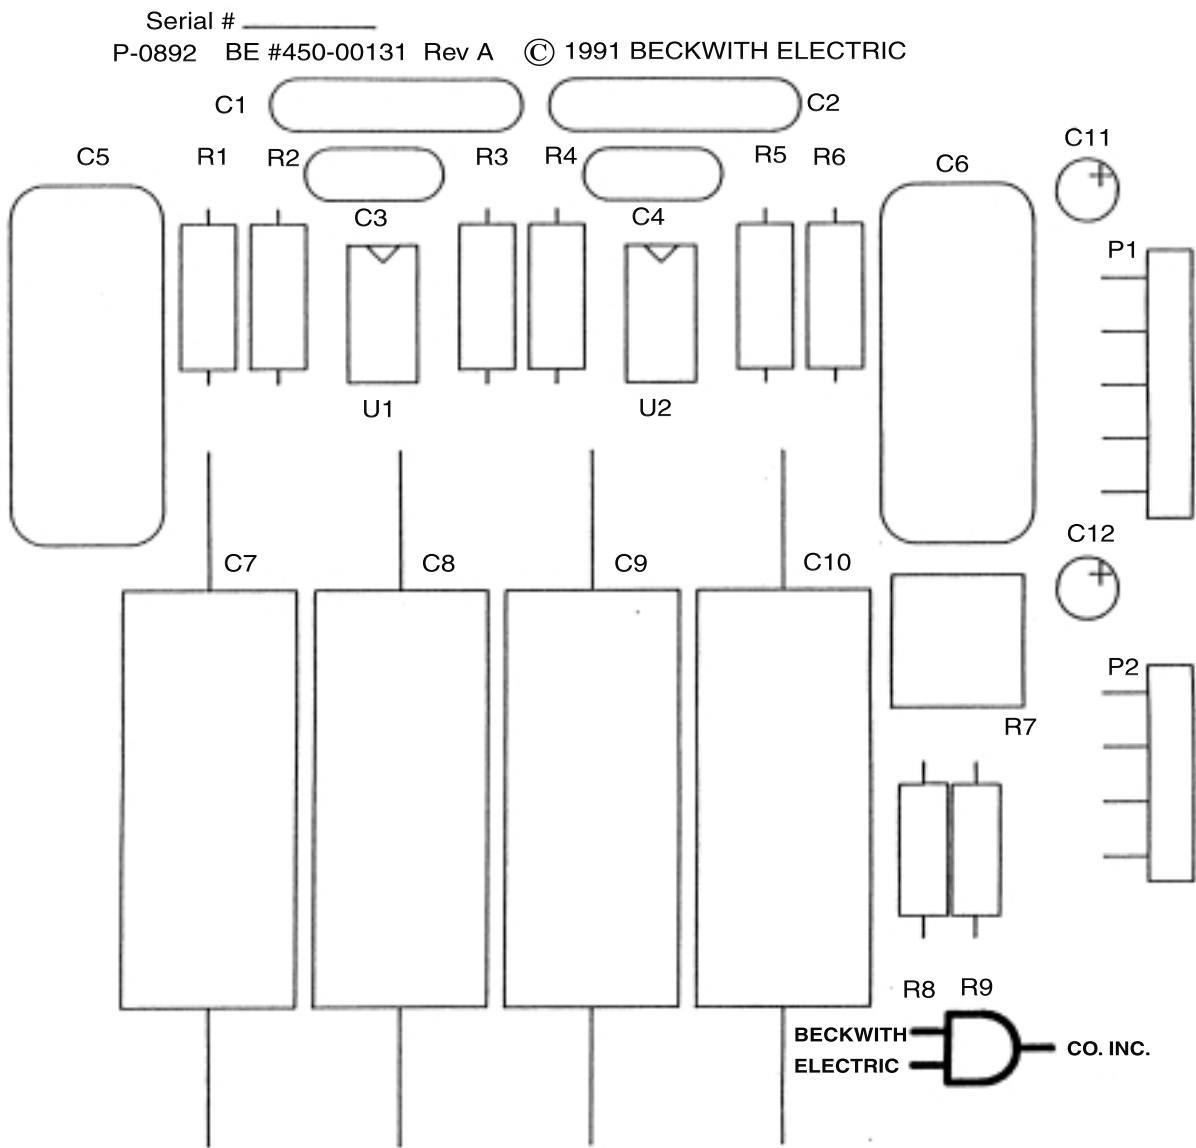 Serial #
P-0892 BE #450-00131 Rev A © 1991 BECKWITH ELECTRIC
C1 C2
C11
C5 R1 R2 R3 R4 R5 R6 C6
C3 C4
P1
U1 U2
C12
C7 C8 C9 C10
P2
R7
R8 R9
BECKWITH
ELECTRIC
CO. INC.